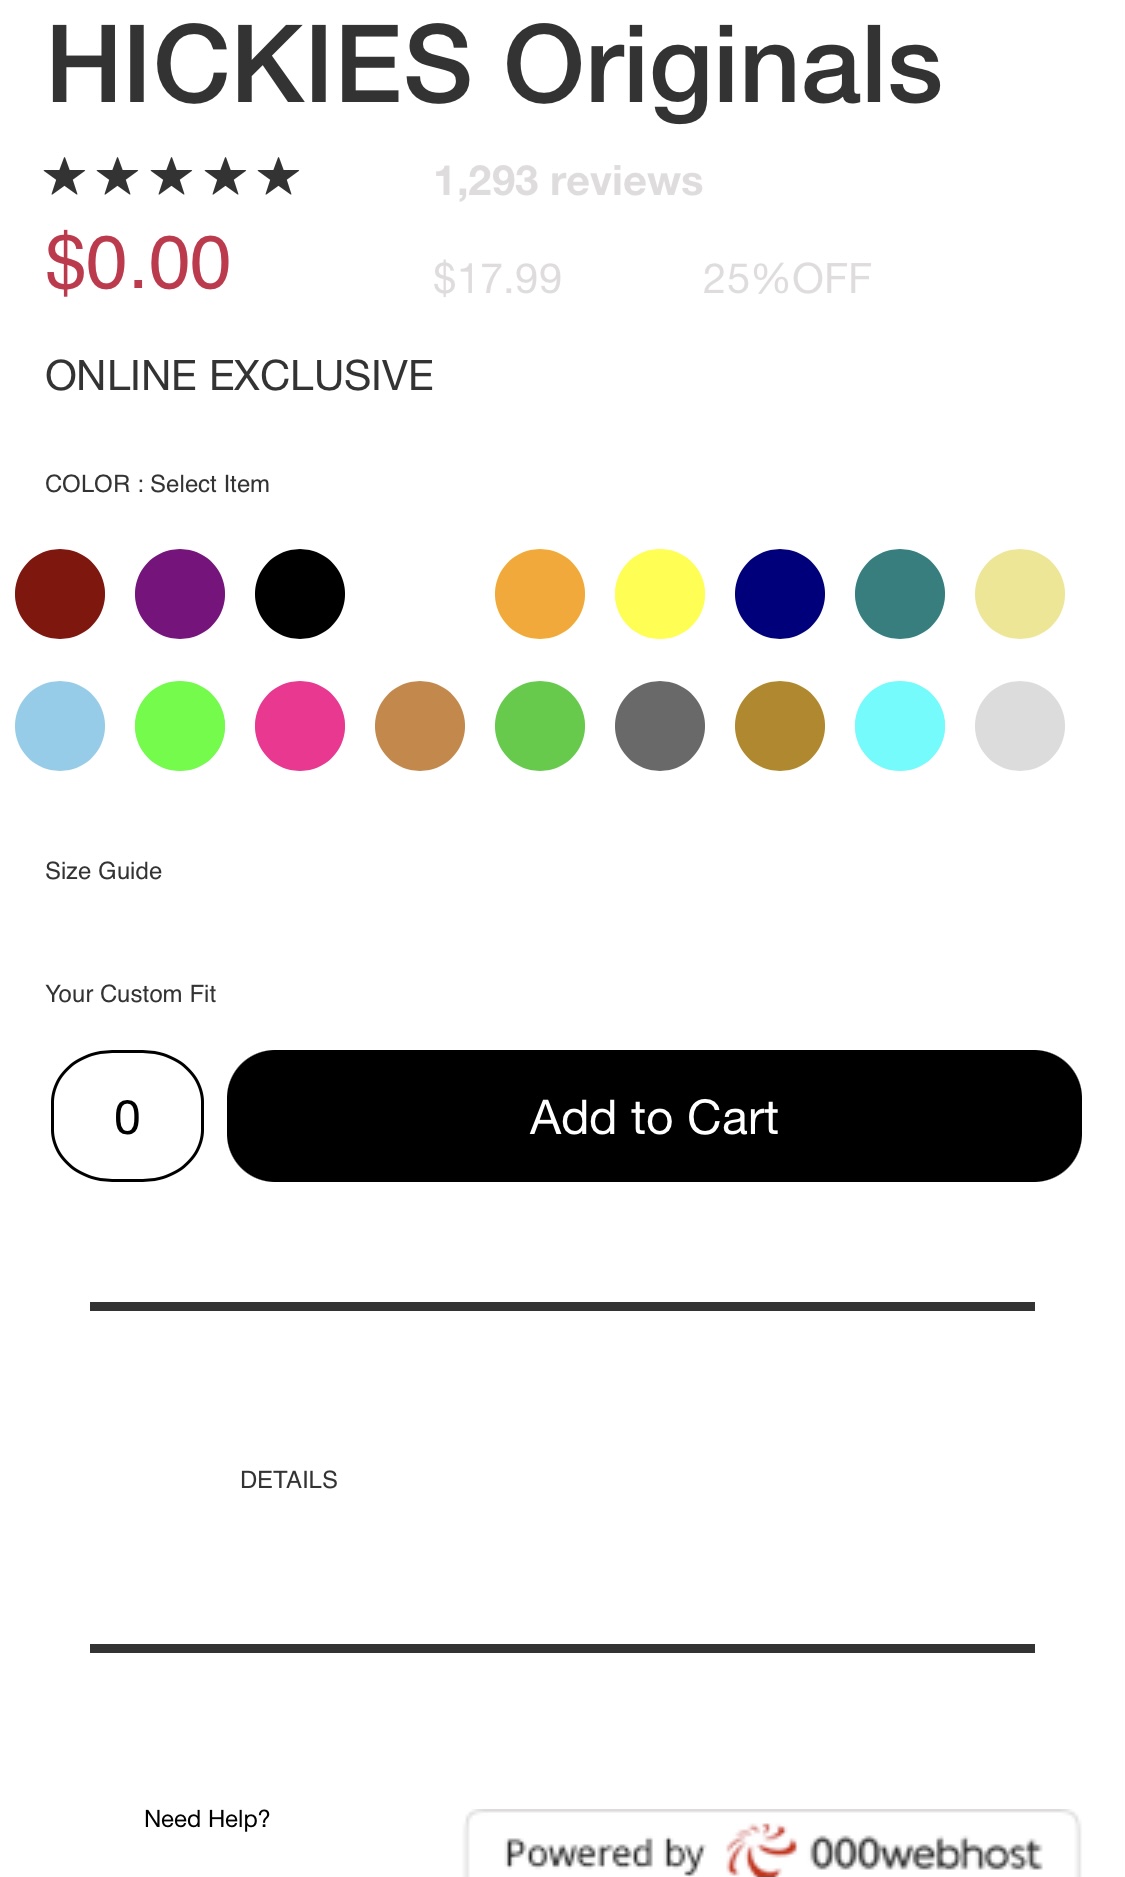 HICKIES Originals
★★★★★ 1,293 reviews
$0.00 $17.99 25%OFF
ONLINE EXCLUSIVE
COLOR : Select Item
Size Guide
Your Custom Fit
0 Add to Cart
DETAILS
Need Help?
Powered by 000webhost